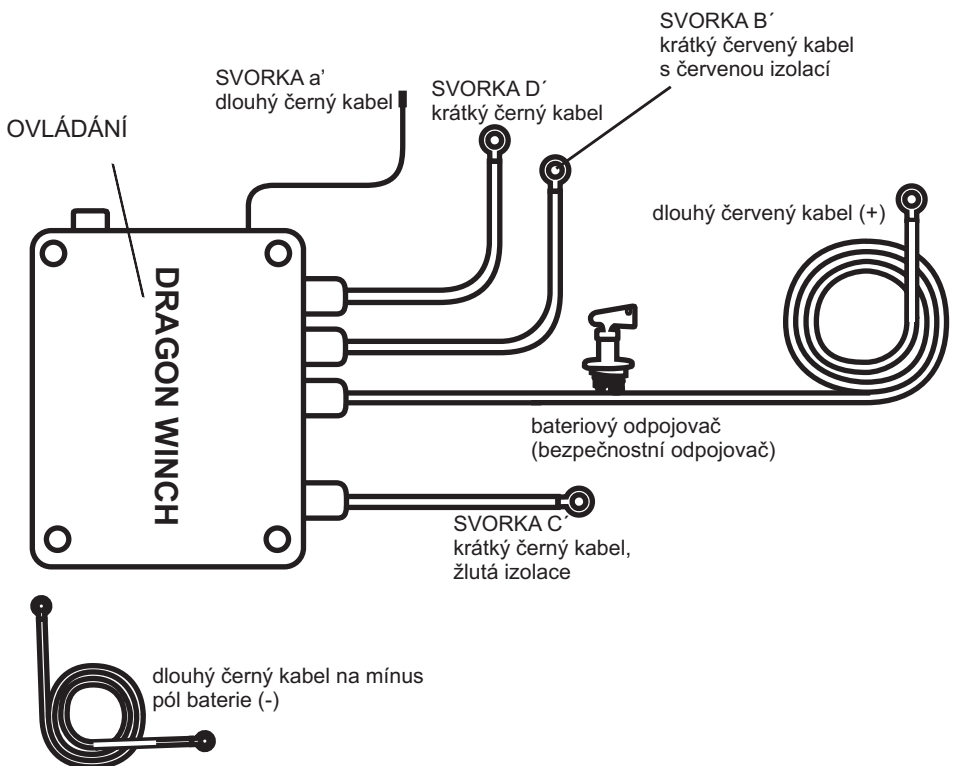 SVORKA B´
krátký červený kabel
s červenou izolací
SVORKA a’
dlouhý černý kabel
SVORKA D´
krátký černý kabel
OVLÁDÁNÍ
dlouhý červený kabel (+)
DRAGON WINCH
bateriový odpojovač
(bezpečnostní odpojovač)
SVORKA C´
krátký černý kabel,
žlutá izolace
dlouhý černý kabel na mínus
pól baterie (-)